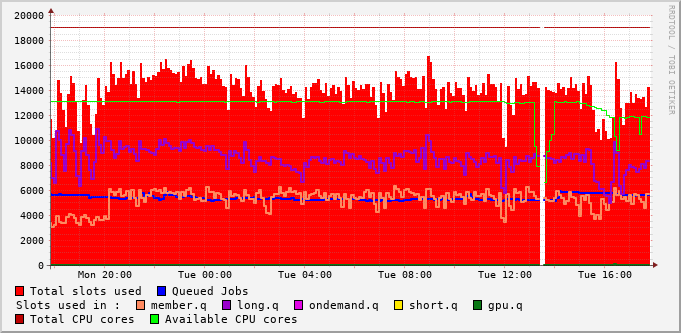 20000
18000
16000
14000
12000
10000
8000
6000
4000
2000
0
Mon 20:00 Tue 00:00 Tue 04:00 Tue 08:00 Tue 12:00 Tue 16:00
RRDTOOL / TOBI OETIKER
Total slots used Queued Jobs
Slots used in : member.q long.q ondemand.q short.q gpu.q
Total CPU cores Available CPU cores